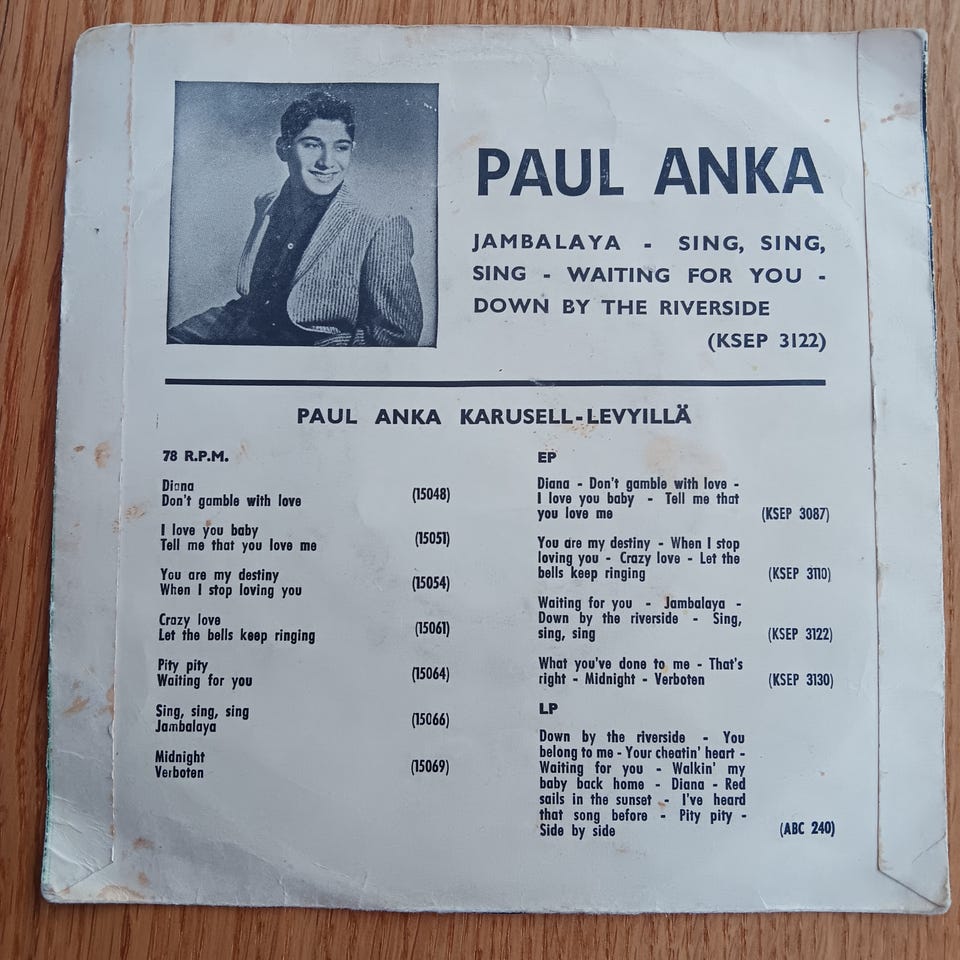 PAUL ANKA
JAMBALAYA - SING, SING,
SING - WAITING FOR YOU -
DOWN BY THE RIVERSIDE
(KSEP 3122)
PAUL ANKA KARUSELL-LEVYILLÄ
78 R.P.M.
Diana
Don't gamble with love (15048)
I love you baby
Tell me that you love me (15051)
You are my destiny
When I stop loving you (15054)
Crazy love
Let the bells keep ringing (15061)
Pity pity
Waiting for you (15064)
Sing, sing, sing
Jambalaya (15066)
Midnight
Verboten (15069)
EP
Diana - Don't gamble with love -
I love you baby - Tell me that
you love me (KSEP 3087)
You are my destiny - When I stop
loving you - Crazy love - Let the
bells keep ringing (KSEP 3110)
Waiting for you - Jambalaya -
Down by the riverside - Sing,
sing, sing (KSEP 3122)
What you've done to me - That's
right - Midnight - Verboten (KSEP 3130)
LP
Down by the riverside - You
belong to me - Your cheatin' heart -
Waiting for you - Walkin' my
baby back home - Diana - Red
sails in the sunset - I've heard
that song before - Pity pity -
Side by side (ABC 240)